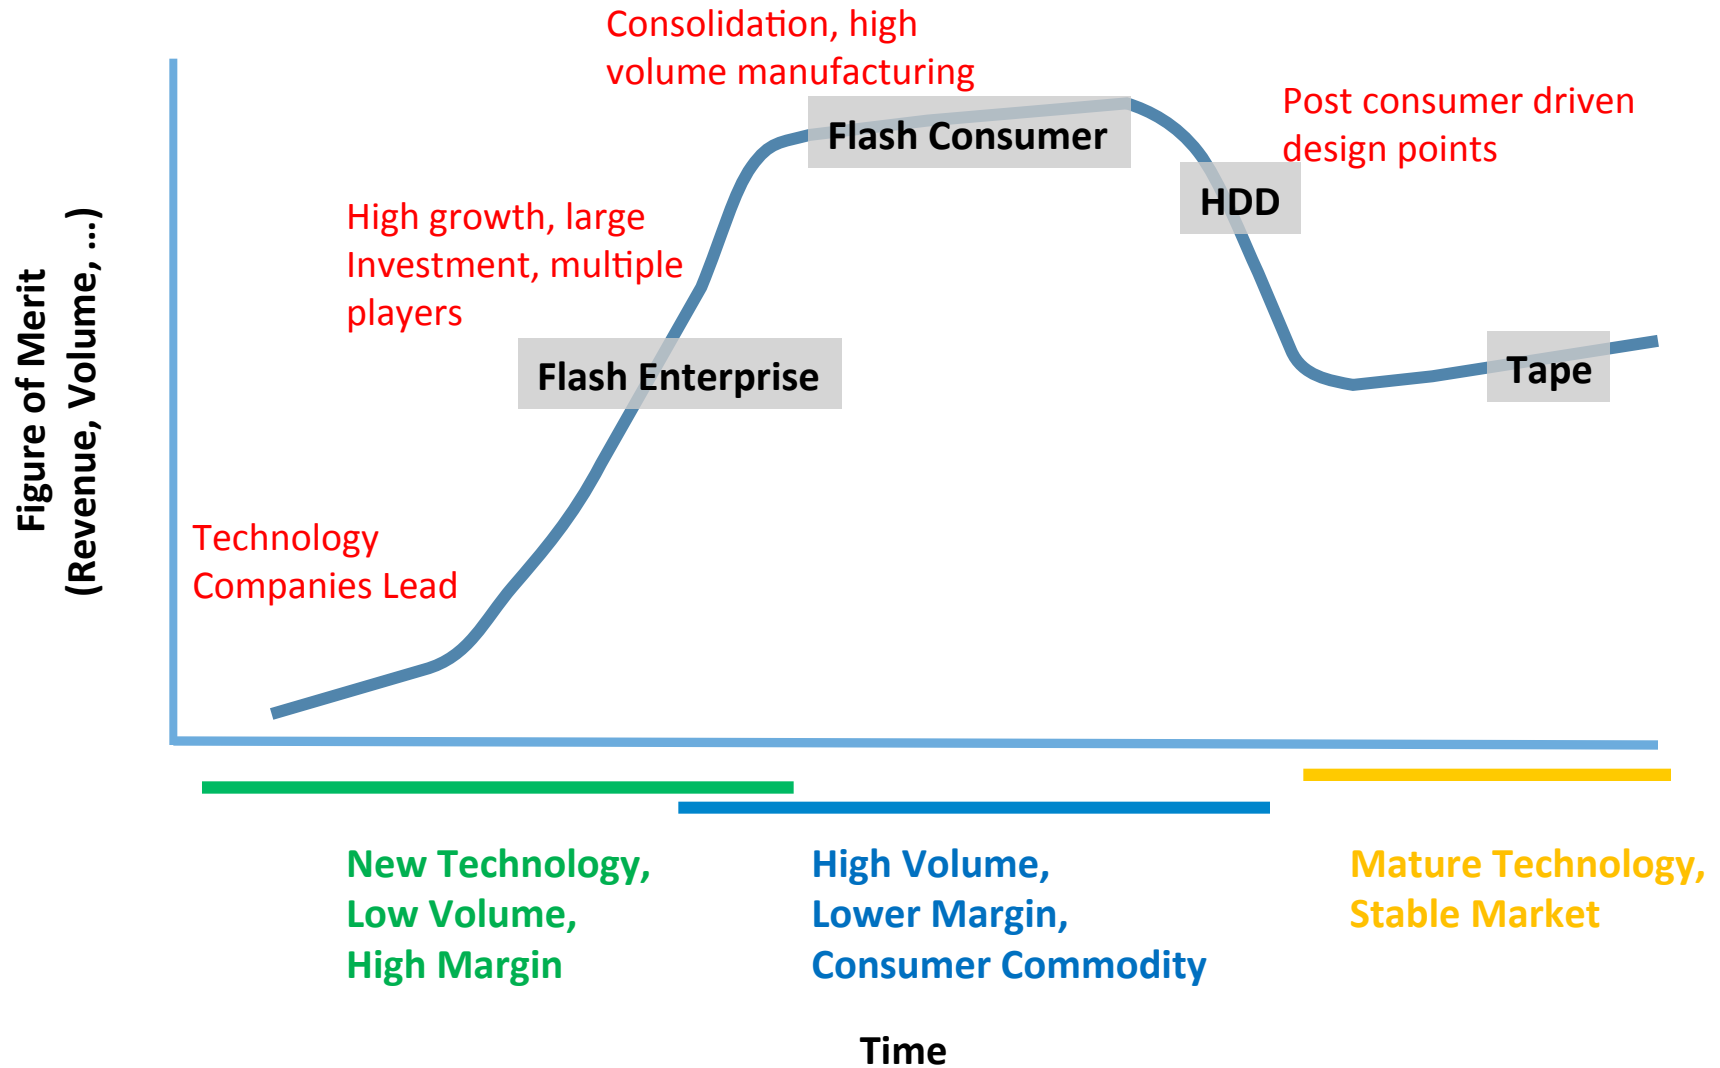 Consolidation, high
volume manufacturing
Post consumer driven
design points
Flash Consumer
HDD
High growth, large
Investment, multiple
players
Flash Enterprise
Tape
Figure of Merit
(Revenue, Volume, ...)
Technology
Companies Lead
New Technology,
Low Volume,
High Margin
High Volume,
Lower Margin,
Consumer Commodity
Mature Technology,
Stable Market
Time